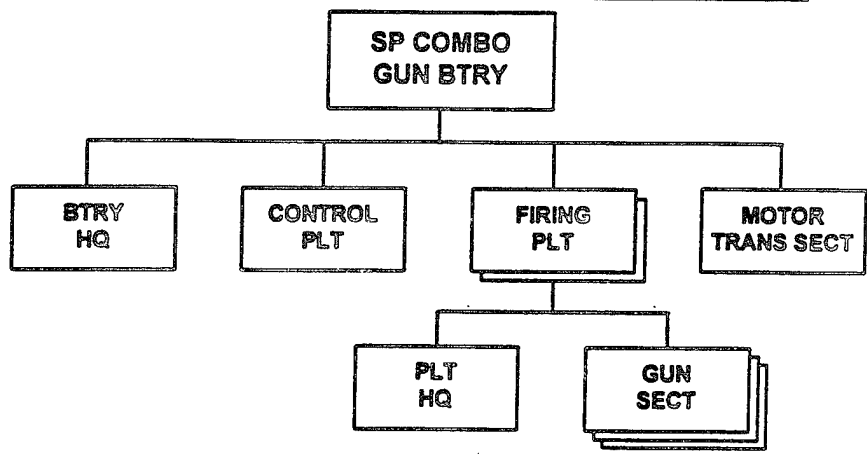 SP COMBO
GUN BTRY
BTRY
HQ
CONTROL
PLT
FIRING
PLT
MOTOR
TRANS SECT
PLT
HQ
GUN
SECT